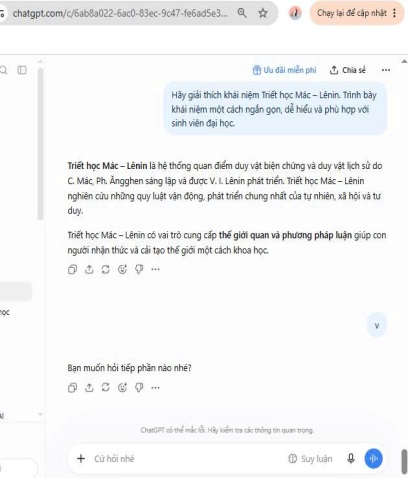 chatgpt.com/c/6ab8a022-6ac0-83ec-9c47-fe6ad5e3...
Chạy lại để cập nhật
Ưu đãi miễn phí
Chia sẻ
Hãy giải thích khái niệm Triết học Mác – Lênin. Trình bày
khái niệm một cách ngắn gọn, dễ hiểu và phù hợp với
sinh viên đại học.
Triết học Mác – Lênin là hệ thống quan điểm duy vật biện chứng và duy vật lịch sử do
C. Mác, Ph. Ăngghen sáng lập và được V. I. Lênin phát triển. Triết học Mác – Lênin
nghiên cứu những quy luật vận động, phát triển chung nhất của tự nhiên, xã hội và tư
duy.
Triết học Mác – Lênin có vai trò cung cấp thế giới quan và phương pháp luận giúp con
người nhận thức và cải tạo thế giới một cách khoa học.
học
v
Bạn muốn hỏi tiếp phần nào nhé?
AI
ChatGPT có thể mắc lỗi. Hãy kiểm tra các thông tin quan trọng.
Cứ hỏi nhé
Suy luận